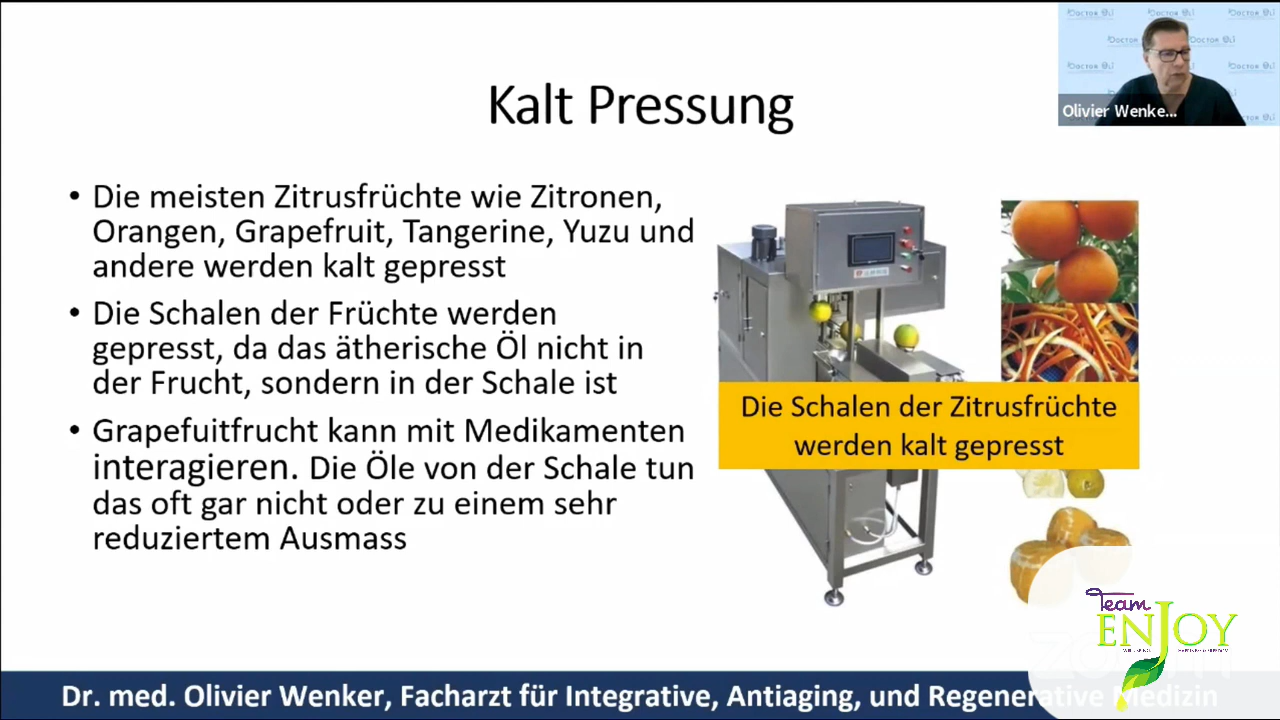 DOCTOR OLI
Olivier Wenke...
Kalt Pressung
• Die meisten Zitrusfrüchte wie Zitronen,
Orangen, Grapefruit, Tangerine, Yuzu und
andere werden kalt gepresst
• Die Schalen der Früchte werden
gepresst, da das ätherische Öl nicht in
der Frucht, sondern in der Schale ist
• Grapefuitfrucht kann mit Medikamenten
interagieren. Die Öle von der Schale tun
das oft gar nicht oder zu einem sehr
reduziertem Ausmass
Die Schalen der Zitrusfrüchte
werden kalt gepresst
Team
ENJOY
zoom
Dr. med. Olivier Wenker, Facharzt für Integrative, Antiaging, und Regenerative Medizin